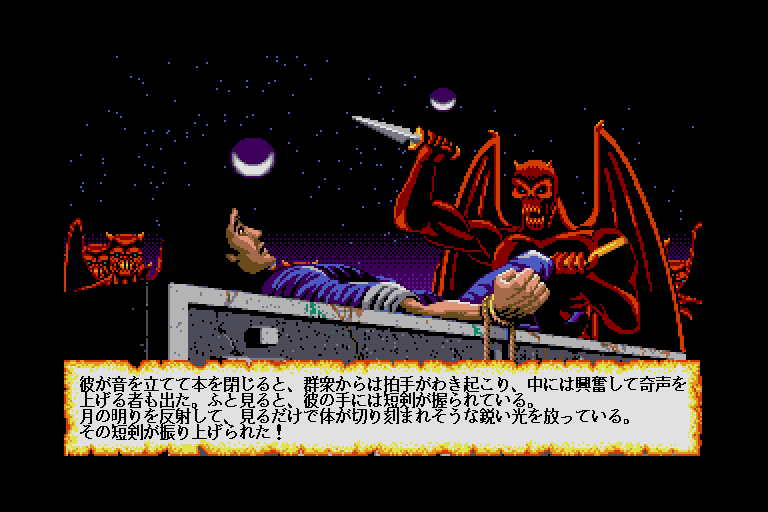 彼が音を立てて本を閉じると、群衆からは拍手がわき起こり、中には興奮して奇声を
上げる者も出た。ふと見ると、彼の手には短剣が握られている。
月の明りを反射して、見るだけで体が切り刻まれそうな鋭い光を放っている。
その短剣が振り上げられた！